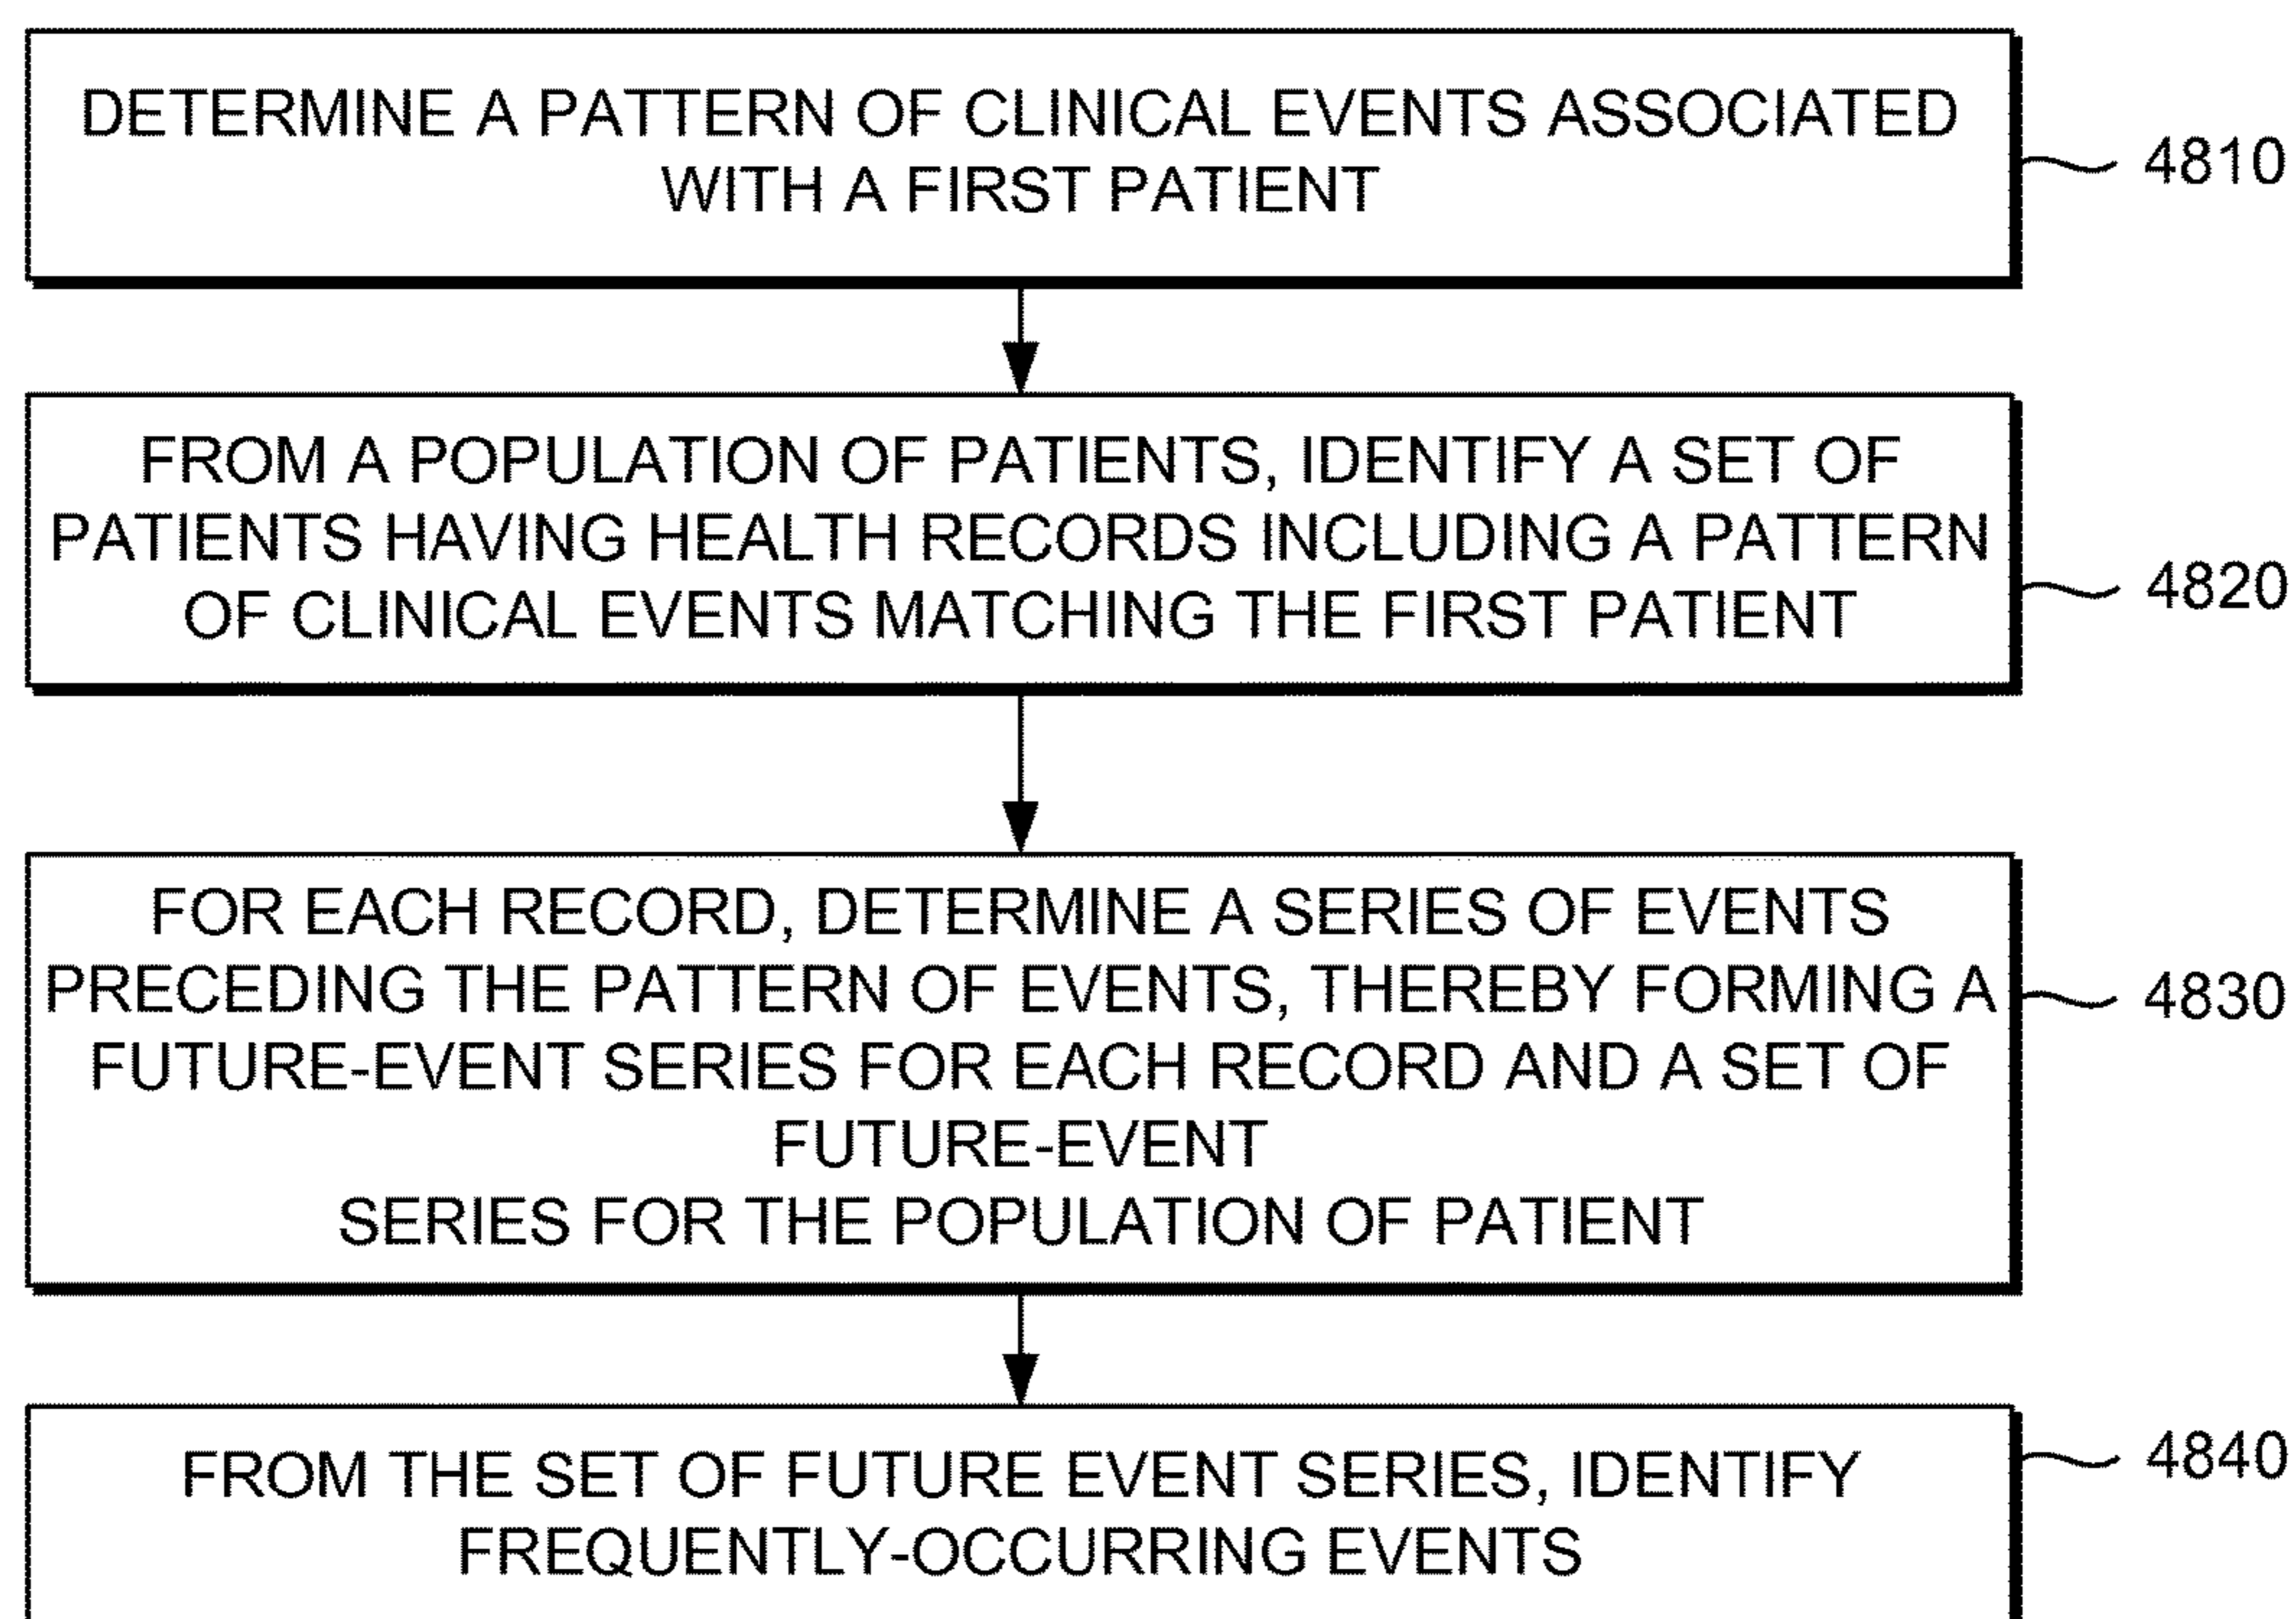 DETERMINE A PATTERN OF CLINICAL EVENTS ASSOCIATED
WITH A FIRST PATIENT
4810
FROM A POPULATION OF PATIENTS, IDENTIFY A SET OF
PATIENTS HAVING HEALTH RECORDS INCLUDING A PATTERN
OF CLINICAL EVENTS MATCHING THE FIRST PATIENT
4820
FOR EACH RECORD, DETERMINE A SERIES OF EVENTS
PRECEDING THE PATTERN OF EVENTS, THEREBY FORMING A
FUTURE-EVENT SERIES FOR EACH RECORD AND A SET OF
FUTURE-EVENT
SERIES FOR THE POPULATION OF PATIENT
4830
FROM THE SET OF FUTURE EVENT SERIES, IDENTIFY
FREQUENTLY-OCCURRING EVENTS
4840